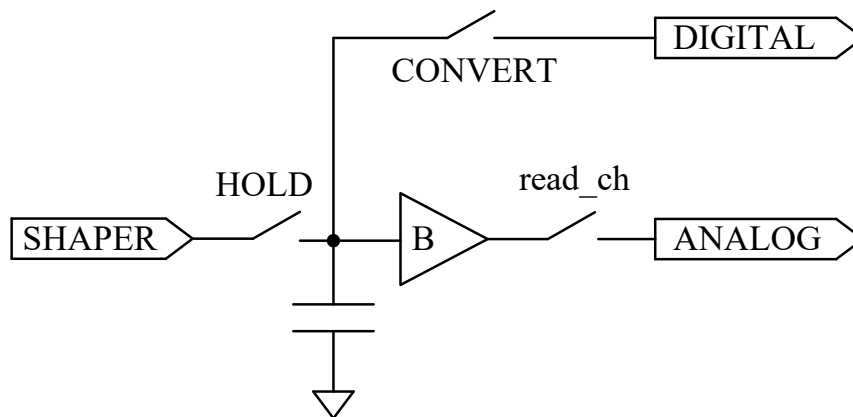 DIGITAL
CONVERT
HOLD
read_ch
SHAPER
B
ANALOG